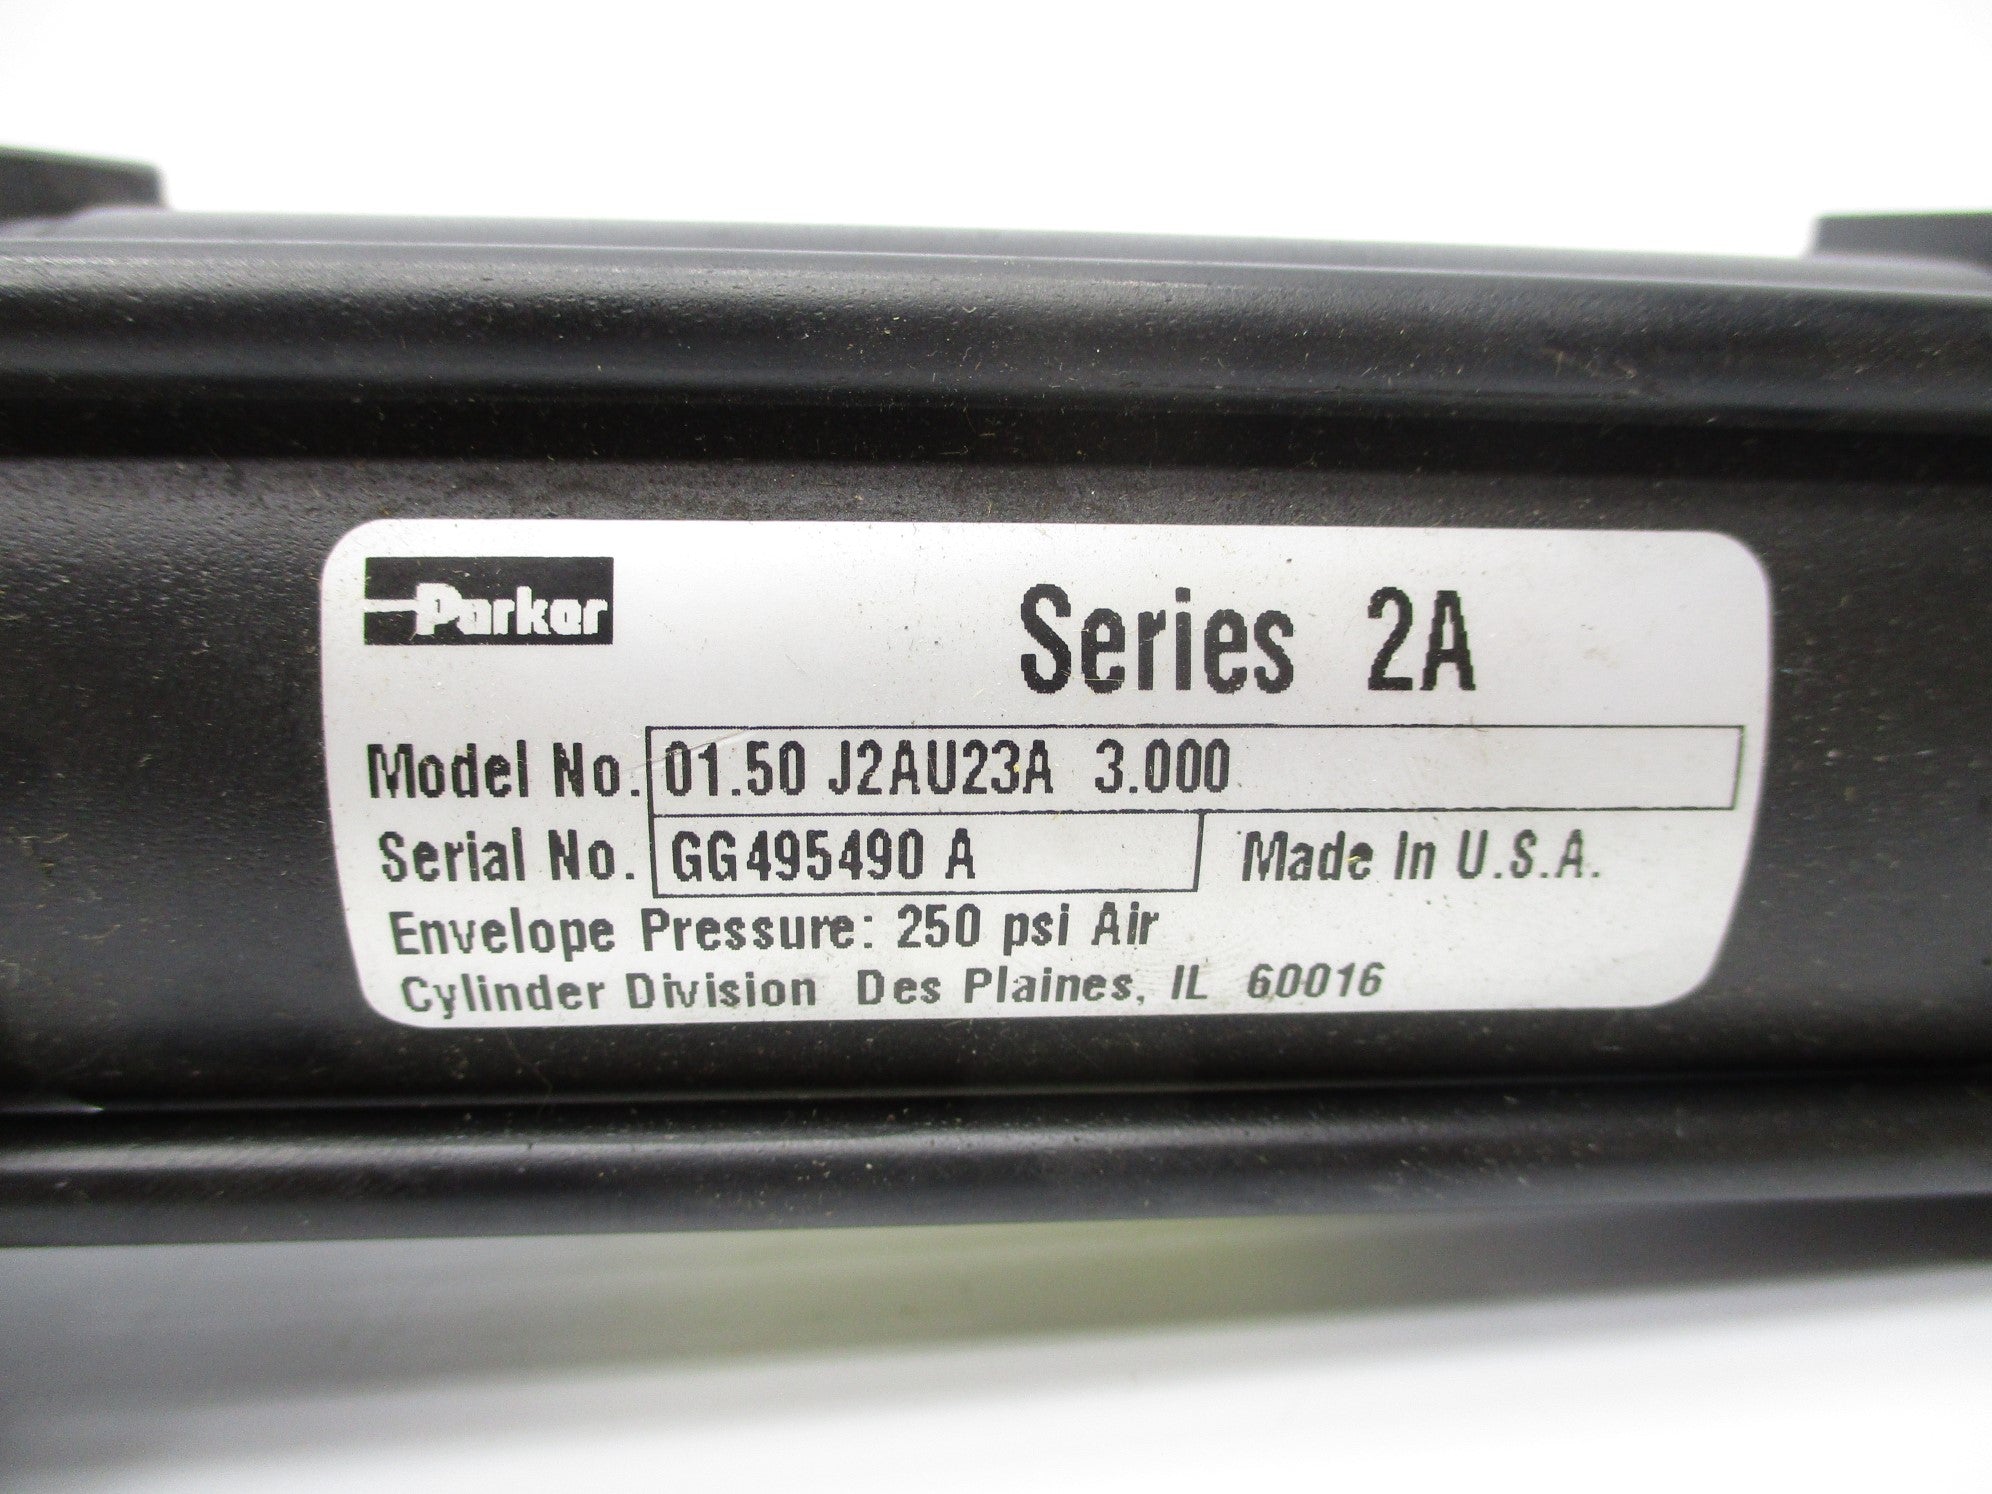 Parker
Series 2A
Model No. 01.50 J2AU23A 3.000
Serial No. GG495490 A Made In U.S.A.
Envelope Pressure: 250 psi Air
Cylinder Division Des Plaines, IL 60016